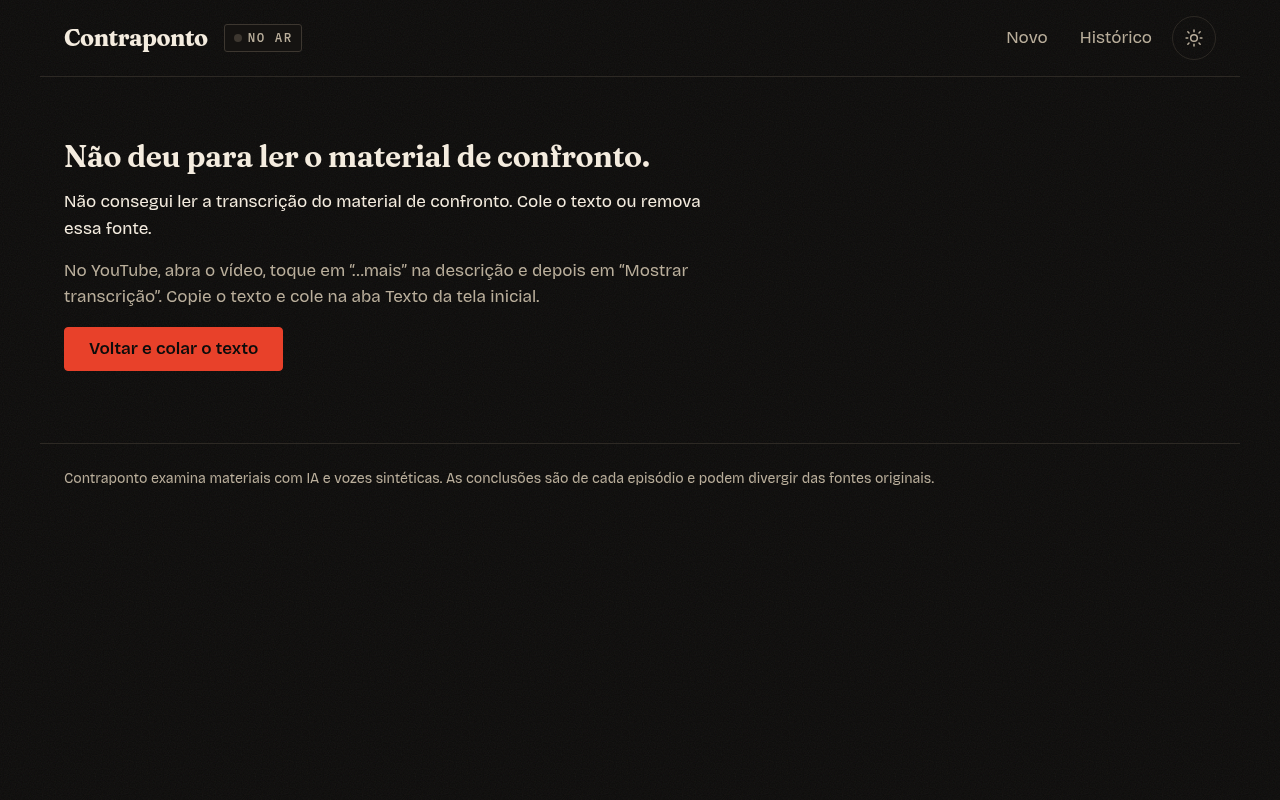 Contraponto
NO AR
Novo
Histórico
Não deu para ler o material de confronto.
Não consegui ler a transcrição do material de confronto. Cole o texto ou remova
essa fonte.
No YouTube, abra o vídeo, toque em “...mais” na descrição e depois em “Mostrar
transcrição”. Copie o texto e cole na aba Texto da tela inicial.
Voltar e colar o texto
Contraponto examina materiais com IA e vozes sintéticas. As conclusões são de cada episódio e podem divergir das fontes originais.